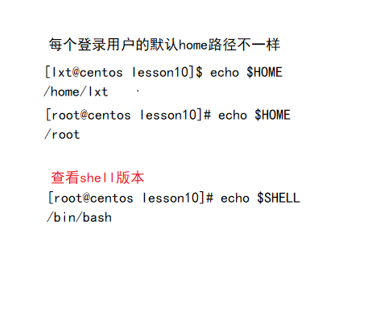 每个登录用户的默认home路径不一样
[lxt@centos lesson10]$ echo $HOME
/home/lxt
[root@centos lesson10]# echo $HOME
/root
查看shell版本
[root@centos lesson10]# echo $SHELL
/bin/bash